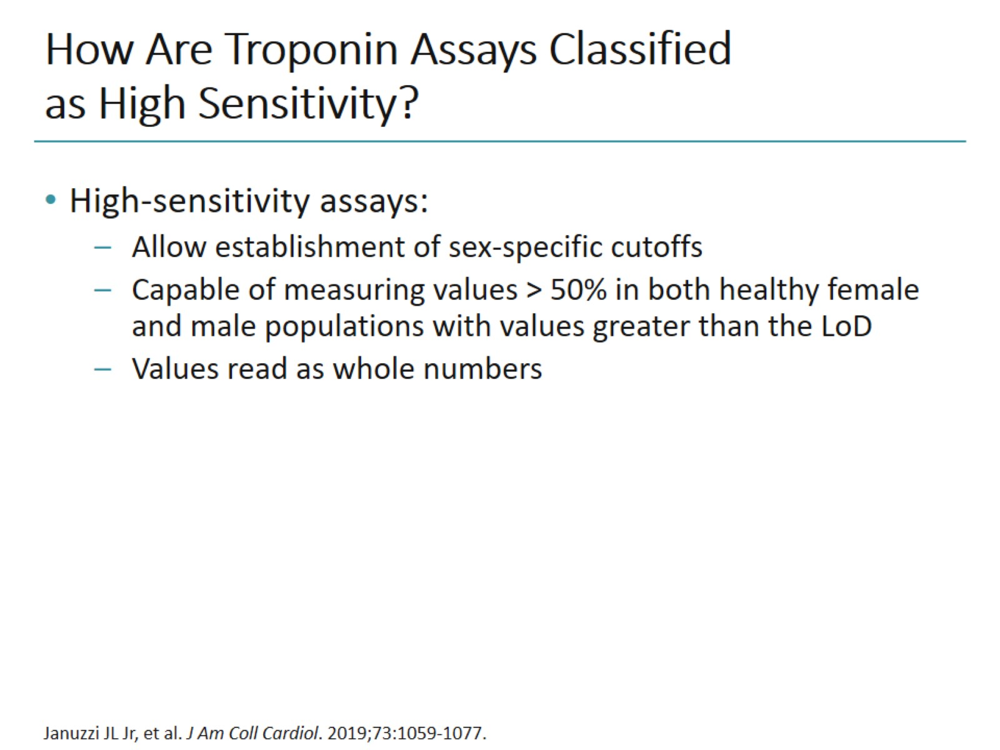 How Are Troponin Assays Classified
as High Sensitivity?
• High-sensitivity assays:
– Allow establishment of sex-specific cutoffs
– Capable of measuring values > 50% in both healthy female
and male populations with values greater than the LoD
– Values read as whole numbers
Januzzi JL Jr, et al. J Am Coll Cardiol. 2019;73:1059-1077.